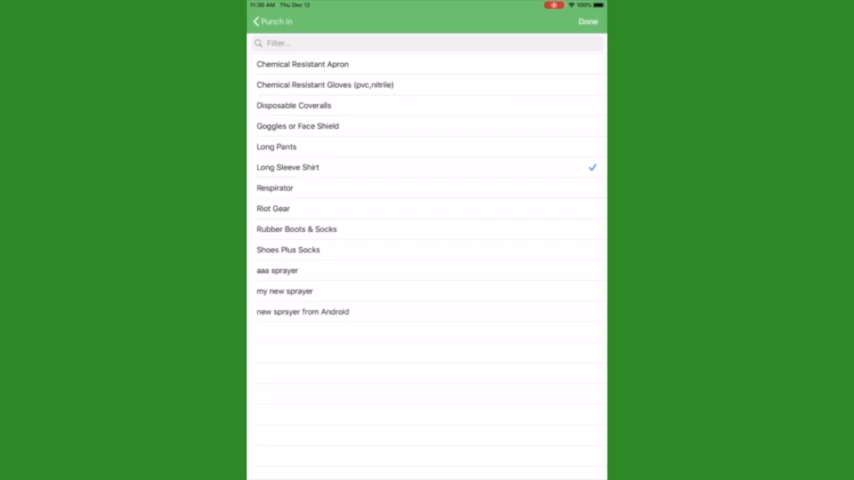 11:35 AM Thu Dec 12
100%
Punch In
Done
Filter...
Chemical Resistant Apron
Chemical Resistant Gloves (pvc,nitrile)
Disposable Coveralls
Goggles or Face Shield
Long Pants
Long Sleeve Shirt
Respirator
Riot Gear
Rubber Boots & Socks
Shoes Plus Socks
aaa sprayer
my new sprayer
new sprsyer from Android